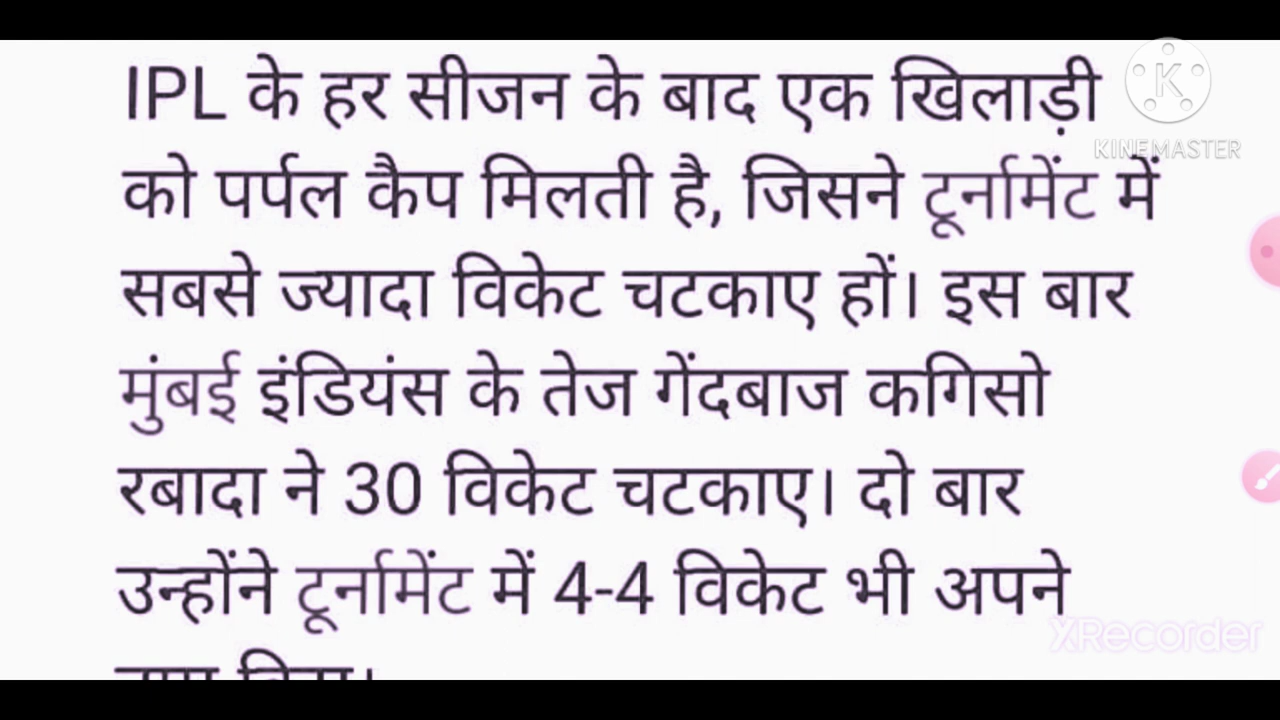 IPL के हर सीजन के बाद एक खिलाड़ी
को पर्पल कैप मिलती है, जिसने टूर्नामेंट में
सबसे ज्यादा विकेट चटकाए हों। इस बार
मुंबई इंडियंस के तेज गेंदबाज कगिसो
रबादा ने 30 विकेट चटकाए। दो बार
उन्होंने टूर्नामेंट में 4-4 विकेट भी अपने
K
KINEMASTER
XRecorder